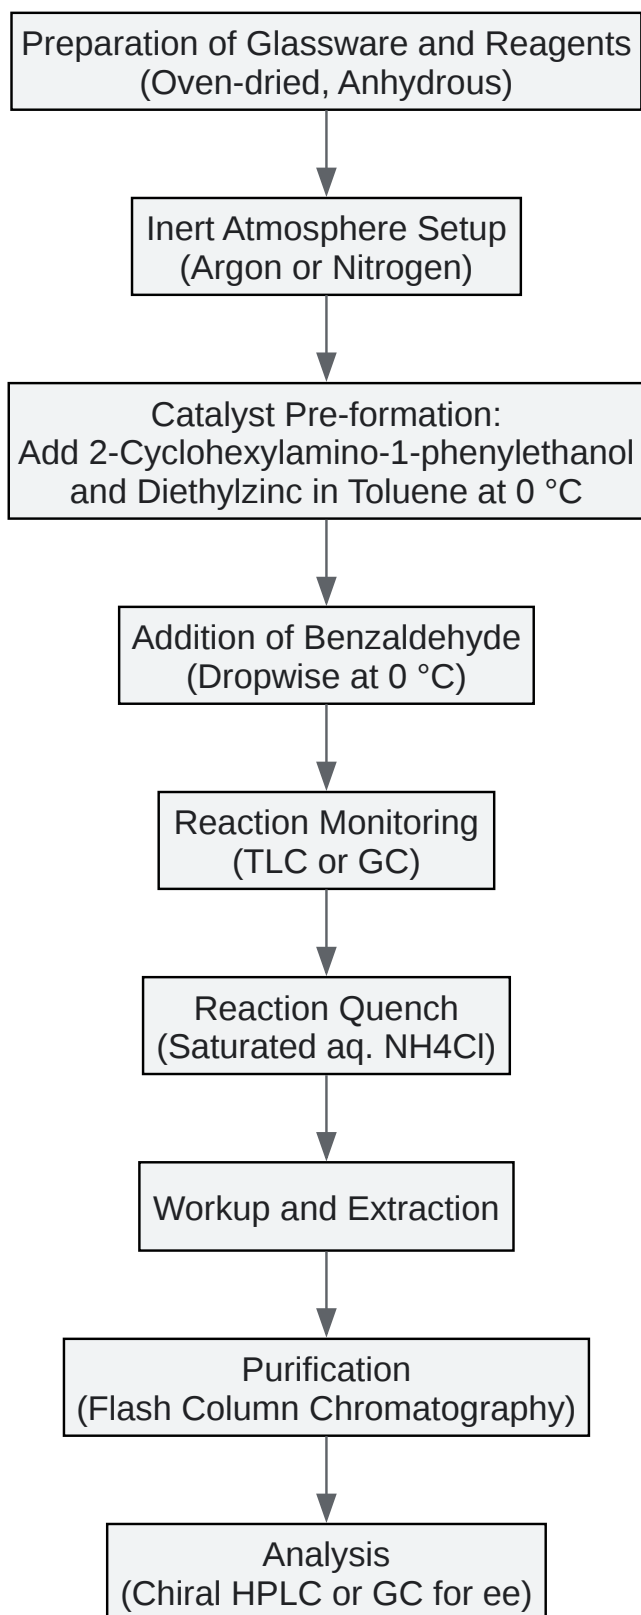 Preparation of Glassware and Reagents
(Oven-dried, Anhydrous)
Inert Atmosphere Setup
(Argon or Nitrogen)
Catalyst Pre-formation:
Add 2-Cyclohexylamino-1-phenylethanol
and Diethylzinc in Toluene at 0 °C
Addition of Benzaldehyde
(Dropwise at 0 °C)
Reaction Monitoring
(TLC or GC)
Reaction Quench
(Saturated aq. NH4Cl)
Workup and Extraction
Purification
(Flash Column Chromatography)
Analysis
(Chiral HPLC or GC for ee)